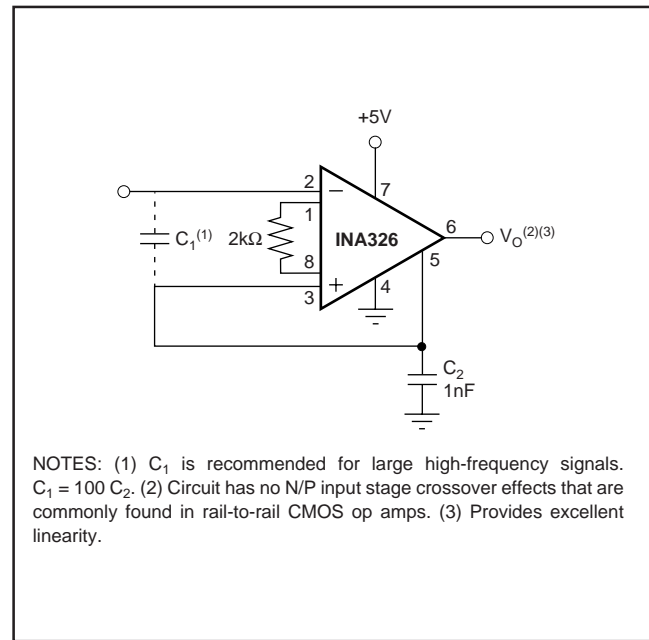 +5V
2
−
7
1
C₁⁽¹⁾
2kΩ
INA326
6
V₀⁽²⁾⁽³⁾
8
5
+
4
3
C₂
1nF
NOTES: (1) C₁ is recommended for large high-frequency signals.
C₁ = 100 C₂. (2) Circuit has no N/P input stage crossover effects that are
commonly found in rail-to-rail CMOS op amps. (3) Provides excellent
linearity.